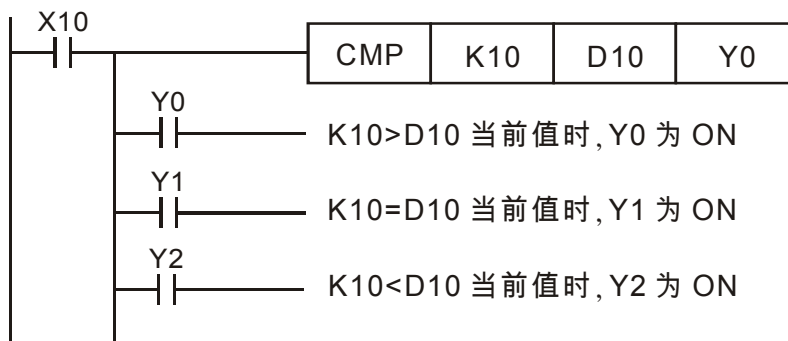 X10
CMP K10 D10 Y0
Y0
K10>D10 当前值时,Y0 为 ON
Y1
K10=D10 当前值时,Y1 为 ON
Y2
K10<D10 当前值时,Y2 为 ON